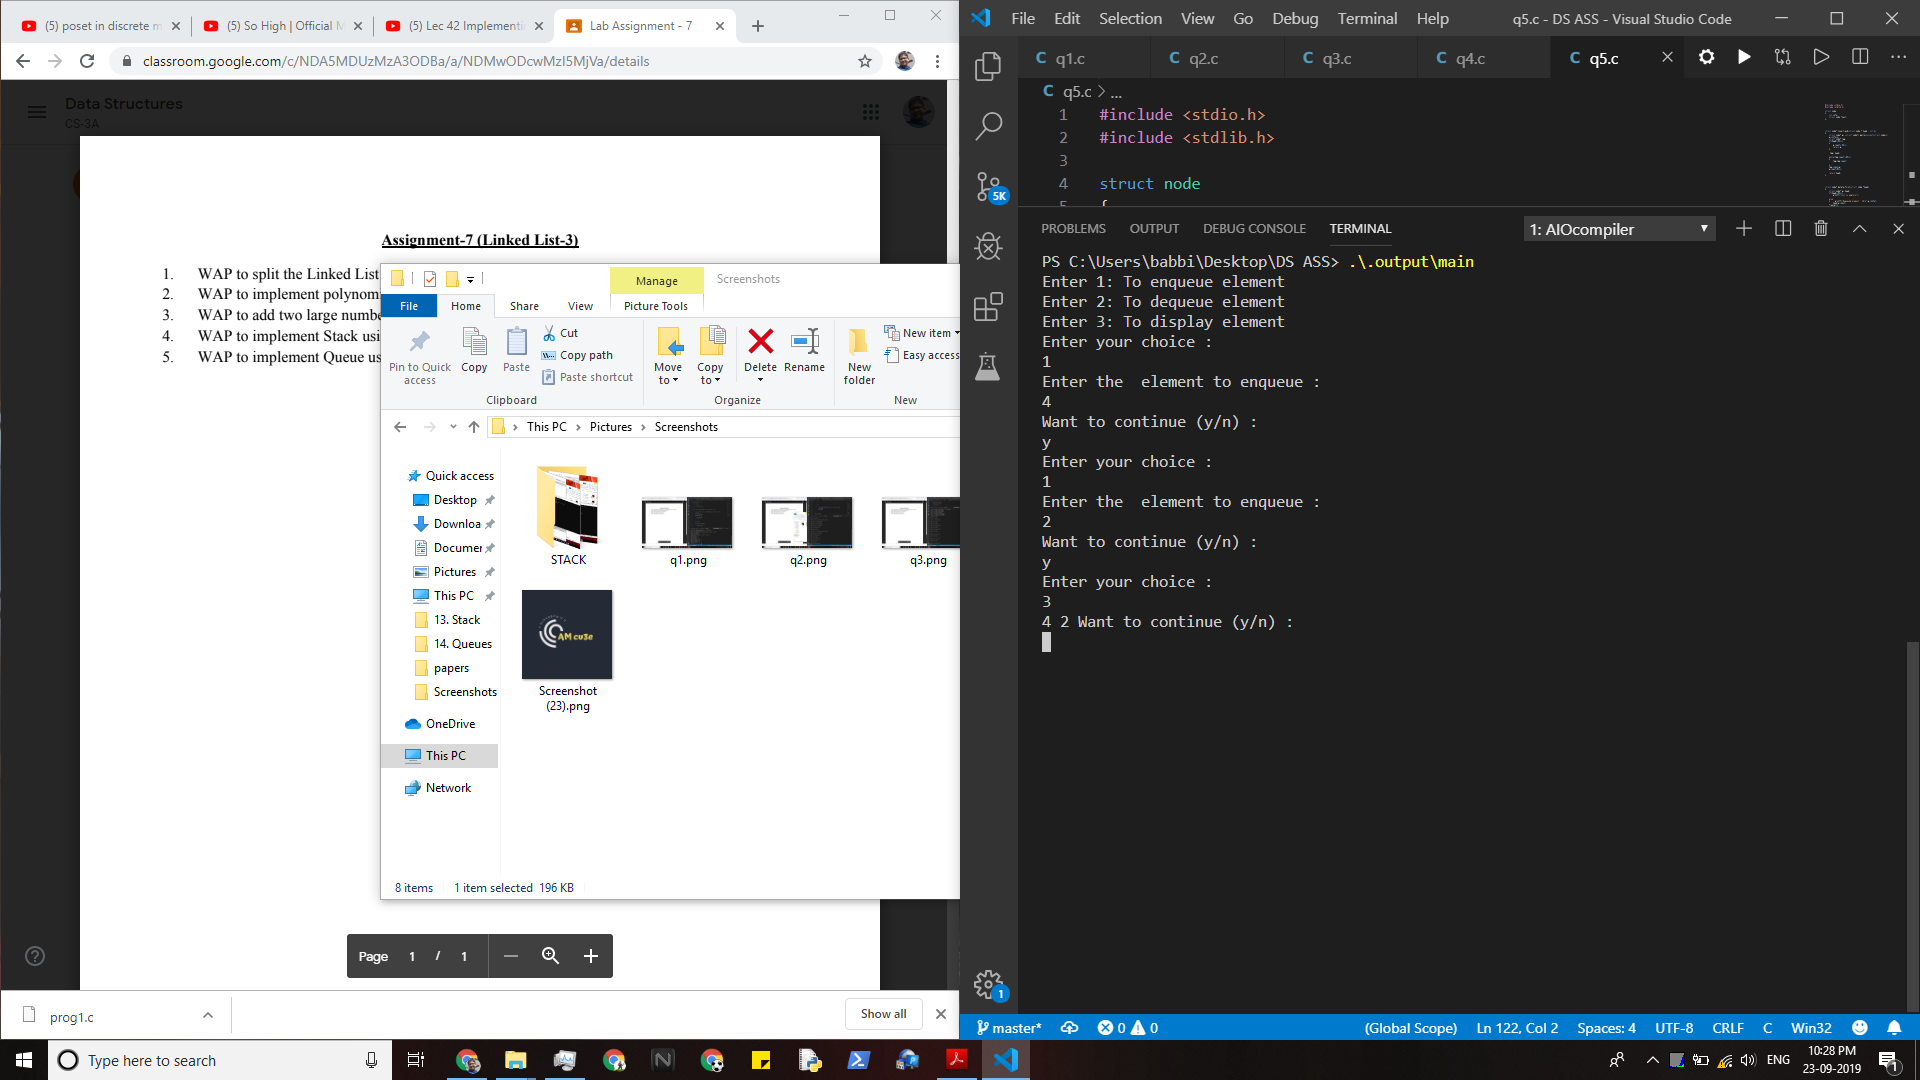 (5) poset in discrete m
(5) So High | Official M
(5) Lec 42 Implementi
Lab Assignment - 7
classroom.google.com/c/NDA5MDUzMzA3ODBa/a/NDMwODcwMzI5MjVa/details
Data Structures
CS-3A
Assignment-7 (Linked List-3)
1. WAP to split the Linked List
2. WAP to implement polynomi
3. WAP to add two large numbe
4. WAP to implement Stack usi
5. WAP to implement Queue us
Manage
Screenshots
File Home Share View Picture Tools
Pin to Quick access
Copy
Paste
Cut
Copy path
Paste shortcut
Clipboard
Move to
Copy to
Delete
Rename
Organize
New folder
New item
Easy access
New
This PC > Pictures > Screenshots
Quick access
Desktop
Downloa
Documer
Pictures
This PC
13. Stack
14. Queues
papers
Screenshots
OneDrive
This PC
Network
STACK
q1.png
q2.png
q3.png
AM cu3e
Screenshot
(23).png
8 items 1 item selected 196 KB
Page 1 / 1
prog1.c
Show all
File Edit Selection View Go Debug Terminal Help
q5.c - DS ASS - Visual Studio Code
C q1.c C q2.c C q3.c C q4.c C q5.c
C q5.c > ...
1 #include <stdio.h>
2 #include <stdlib.h>
3
4 struct node
5 {
5K
PROBLEMS OUTPUT DEBUG CONSOLE TERMINAL
1: AIOcompiler
PS C:\Users\babbi\Desktop\DS ASS> .\.output\main
Enter 1: To enqueue element
Enter 2: To dequeue element
Enter 3: To display element
Enter your choice :
1
Enter the  element to enqueue :
4
Want to continue (y/n) :
y
Enter your choice :
1
Enter the  element to enqueue :
2
Want to continue (y/n) :
y
Enter your choice :
3
4 2 Want to continue (y/n) :
1
master* 0 0 (Global Scope) Ln 122, Col 2 Spaces: 4 UTF-8 CRLF C Win32
Type here to search
ENG
10:28 PM
23-09-2019
1